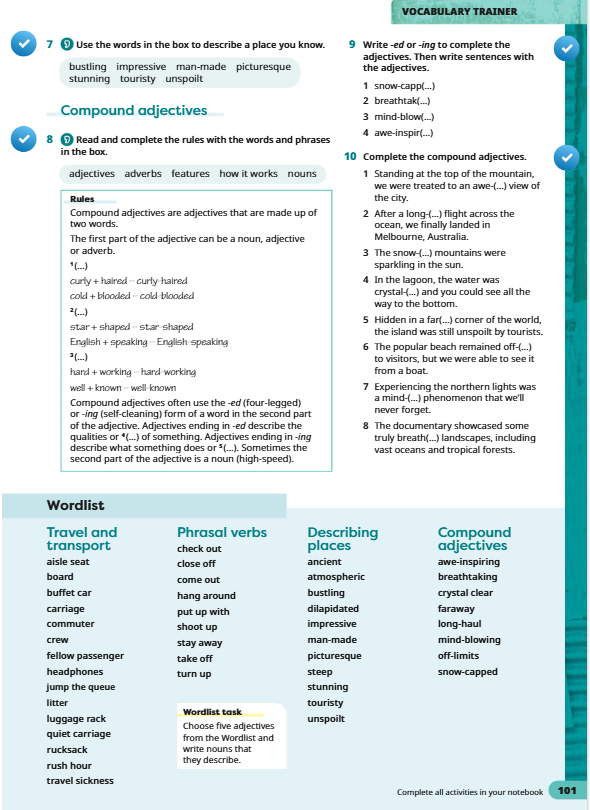 VOCABULARY TRAINER
7 Use the words in the box to describe a place you know.
bustling impressive man-made picturesque
stunning touristy unspoilt
Compound adjectives
8 Read and complete the rules with the words and phrases
in the box.
adjectives adverbs features how it works nouns
Rules
Compound adjectives are adjectives that are made up of
two words.
The first part of the adjective can be a noun, adjective
or adverb.
¹(...)
curly + haired – curly-haired
cold + blooded – cold-blooded
²(...)
star + shaped – star-shaped
English + speaking – English-speaking
³(...)
hard + working – hard-working
well + known – well-known
Compound adjectives often use the -ed (four-legged)
or -ing (self-cleaning) form of a word in the second part
of the adjective. Adjectives ending in -ed describe the
qualities or ⁴(...) of something. Adjectives ending in -ing
describe what something does or ⁵(...). Sometimes the
second part of the adjective is a noun (high-speed).
9 Write -ed or -ing to complete the
adjectives. Then write sentences with
the adjectives.
1 snow-capp(...)
2 breathtak(...)
3 mind-blow(...)
4 awe-inspir(...)
10 Complete the compound adjectives.
1 Standing at the top of the mountain,
we were treated to an awe-(...) view of
the city.
2 After a long-(...) flight across the
ocean, we finally landed in
Melbourne, Australia.
3 The snow-(...) mountains were
sparkling in the sun.
4 In the lagoon, the water was
crystal-(...) and you could see all the
way to the bottom.
5 Hidden in a far(...) corner of the world,
the island was still unspoilt by tourists.
6 The popular beach remained off-(...)
to visitors, but we were able to see it
from a boat.
7 Experiencing the northern lights was
a mind-(...) phenomenon that we'll
never forget.
8 The documentary showcased some
truly breath(...) landscapes, including
vast oceans and tropical forests.
Wordlist
Travel and
transport
aisle seat
board
buffet car
carriage
commuter
crew
fellow passenger
headphones
jump the queue
litter
luggage rack
quiet carriage
rucksack
rush hour
travel sickness
Phrasal verbs
check out
close off
come out
hang around
put up with
shoot up
stay away
take off
turn up
Wordlist task
Choose five adjectives
from the Wordlist and
write nouns that
they describe.
Describing
places
ancient
atmospheric
bustling
dilapidated
impressive
man-made
picturesque
steep
stunning
touristy
unspoilt
Compound
adjectives
awe-inspiring
breathtaking
crystal clear
faraway
long-haul
mind-blowing
off-limits
snow-capped
Complete all activities in your notebook 101